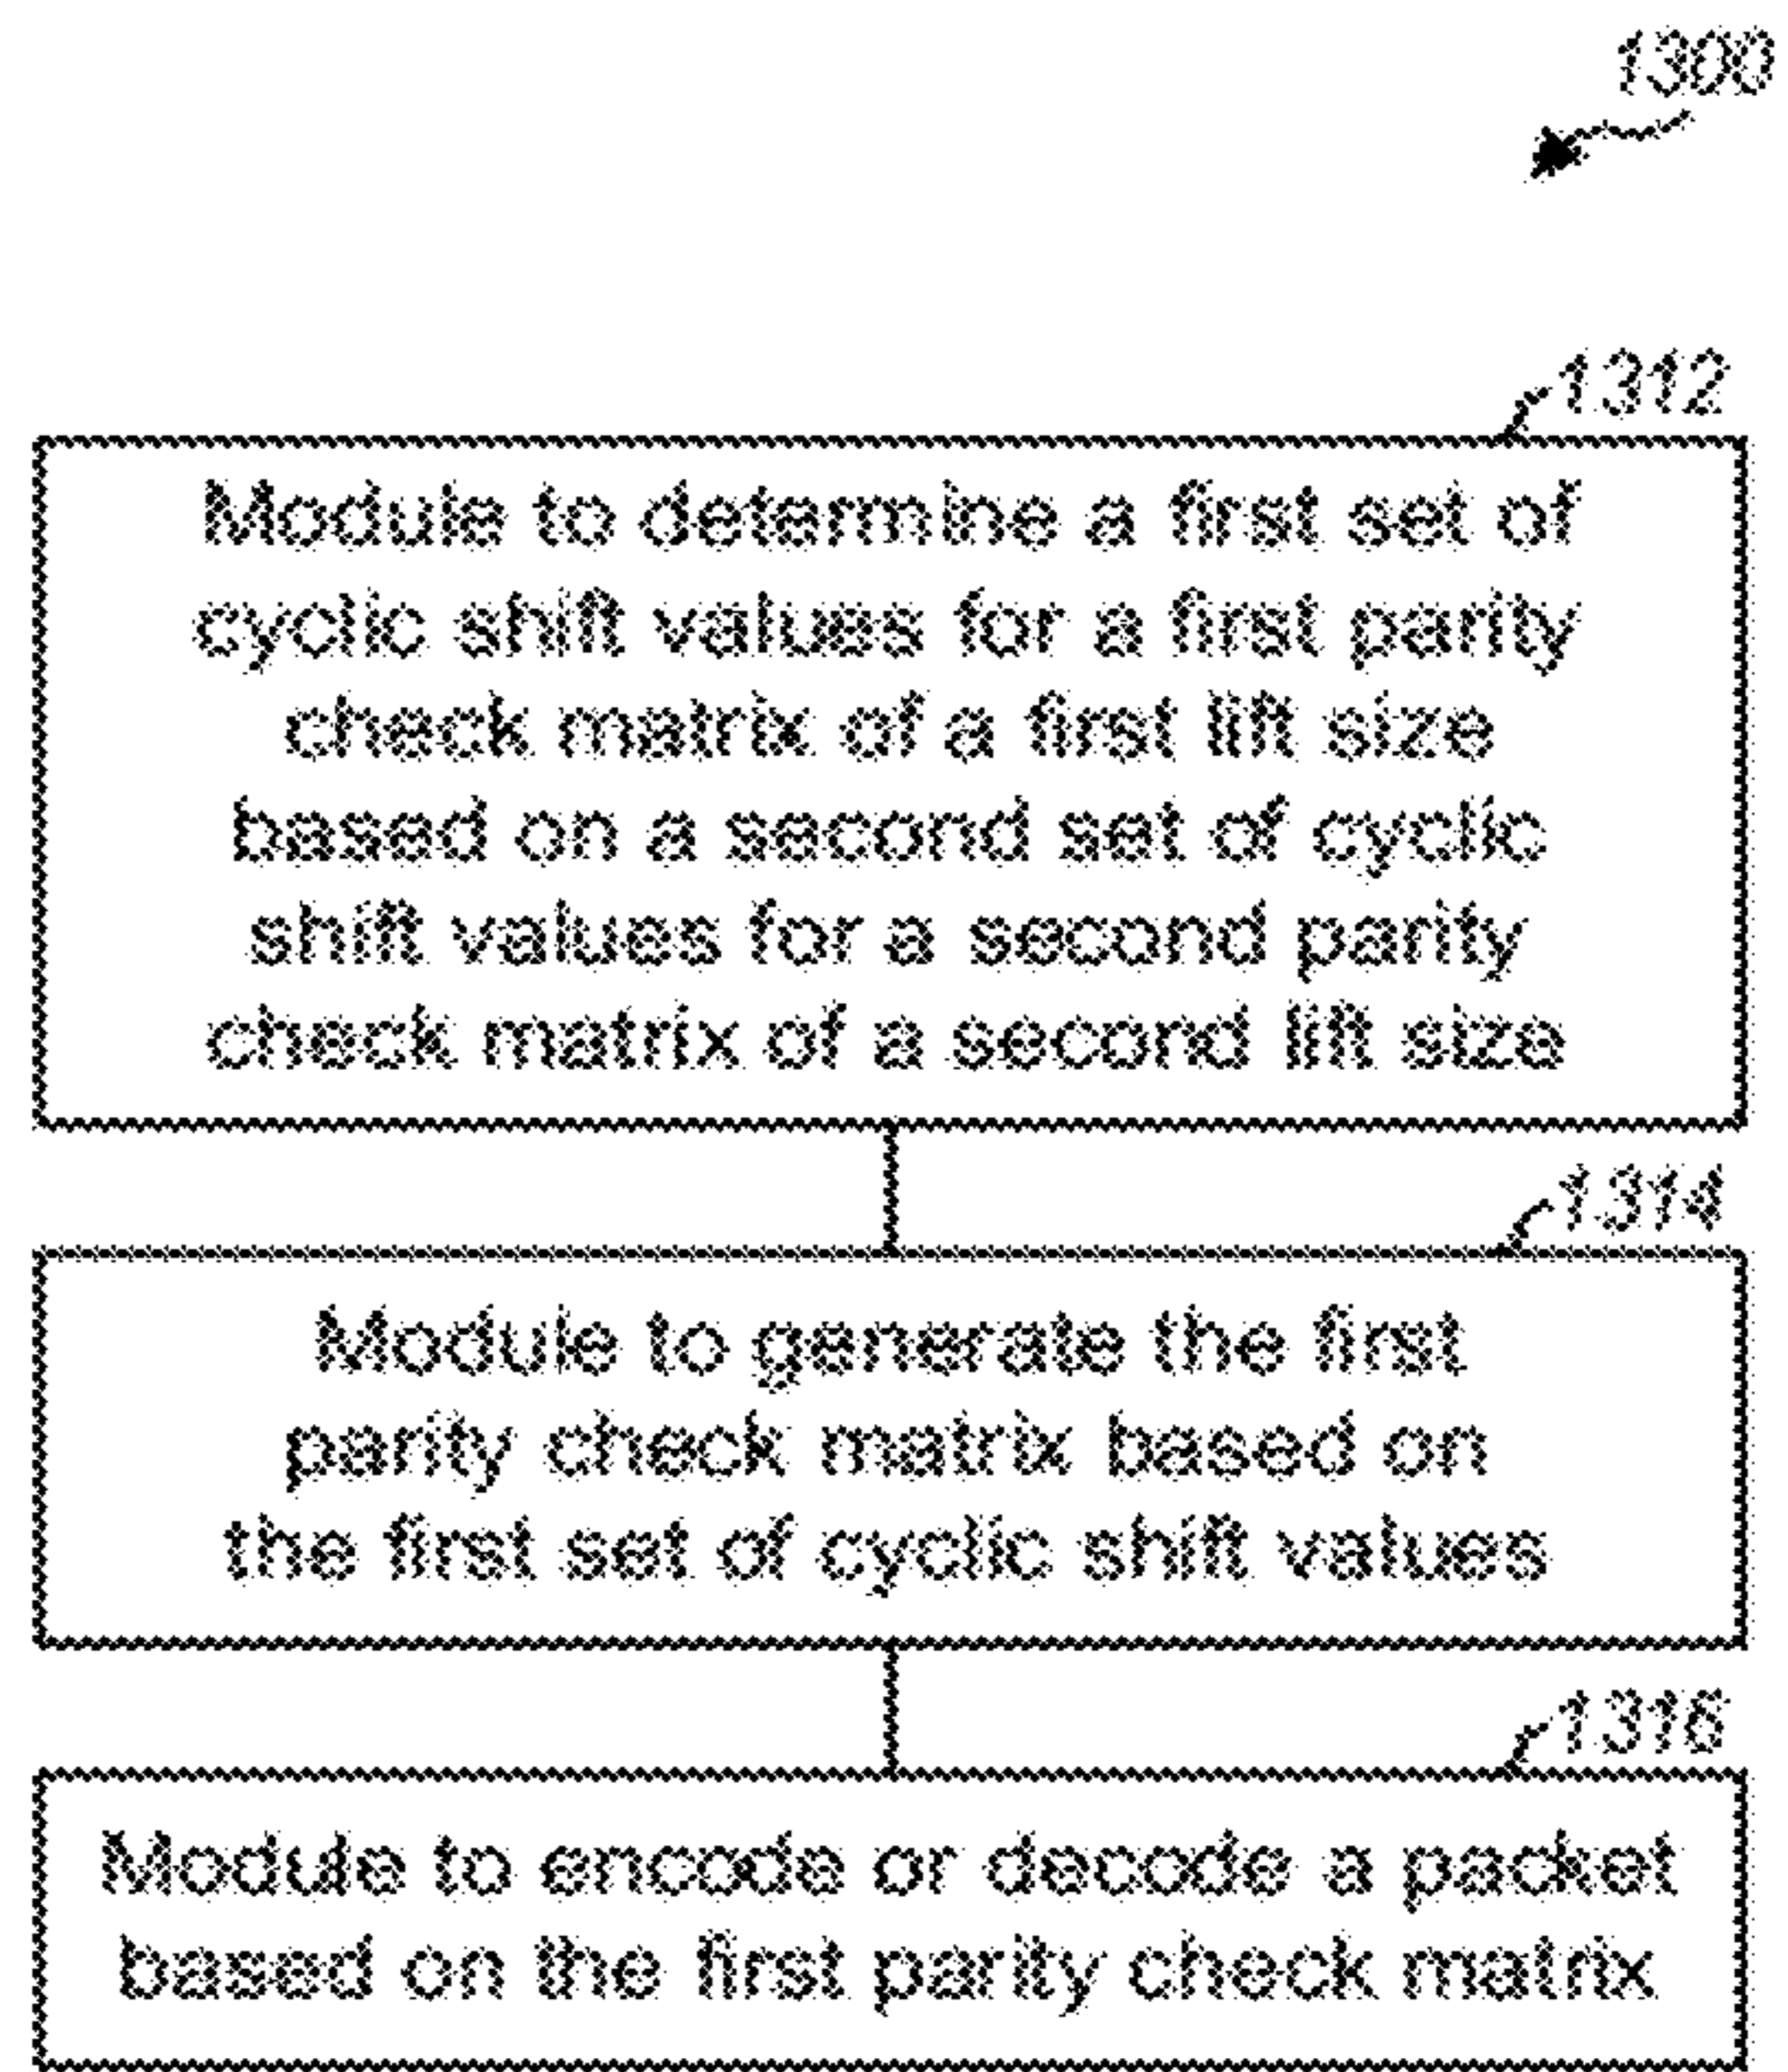 1300
1312
Module to determine a first set of
cyclic shift values for a first parity
check matrix of a first lift size
based on a second set of cyclic
shift values for a second parity
check matrix of a second lift size
1314
Module to generate the first
parity check matrix based on
the first set of cyclic shift values
1316
Module to encode or decode a packet
based on the first parity check matrix